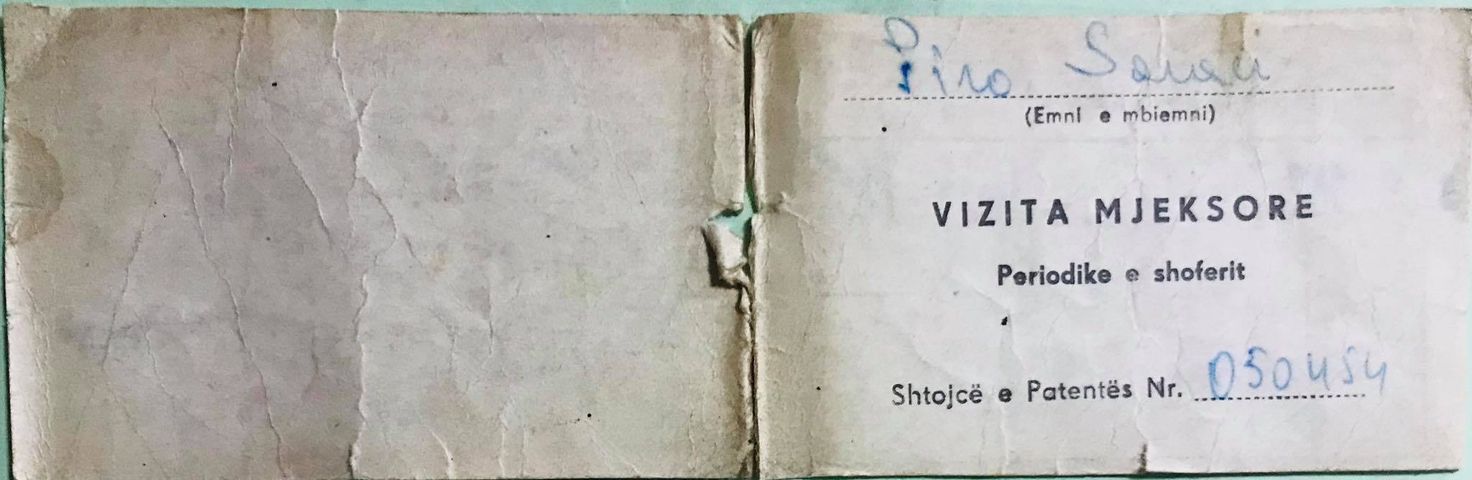 Piro
(Emni e mbiemni)
VIZITA MJEKSORE
Periodike e shoferit
Shtojcë e Patentës Nr. 050454